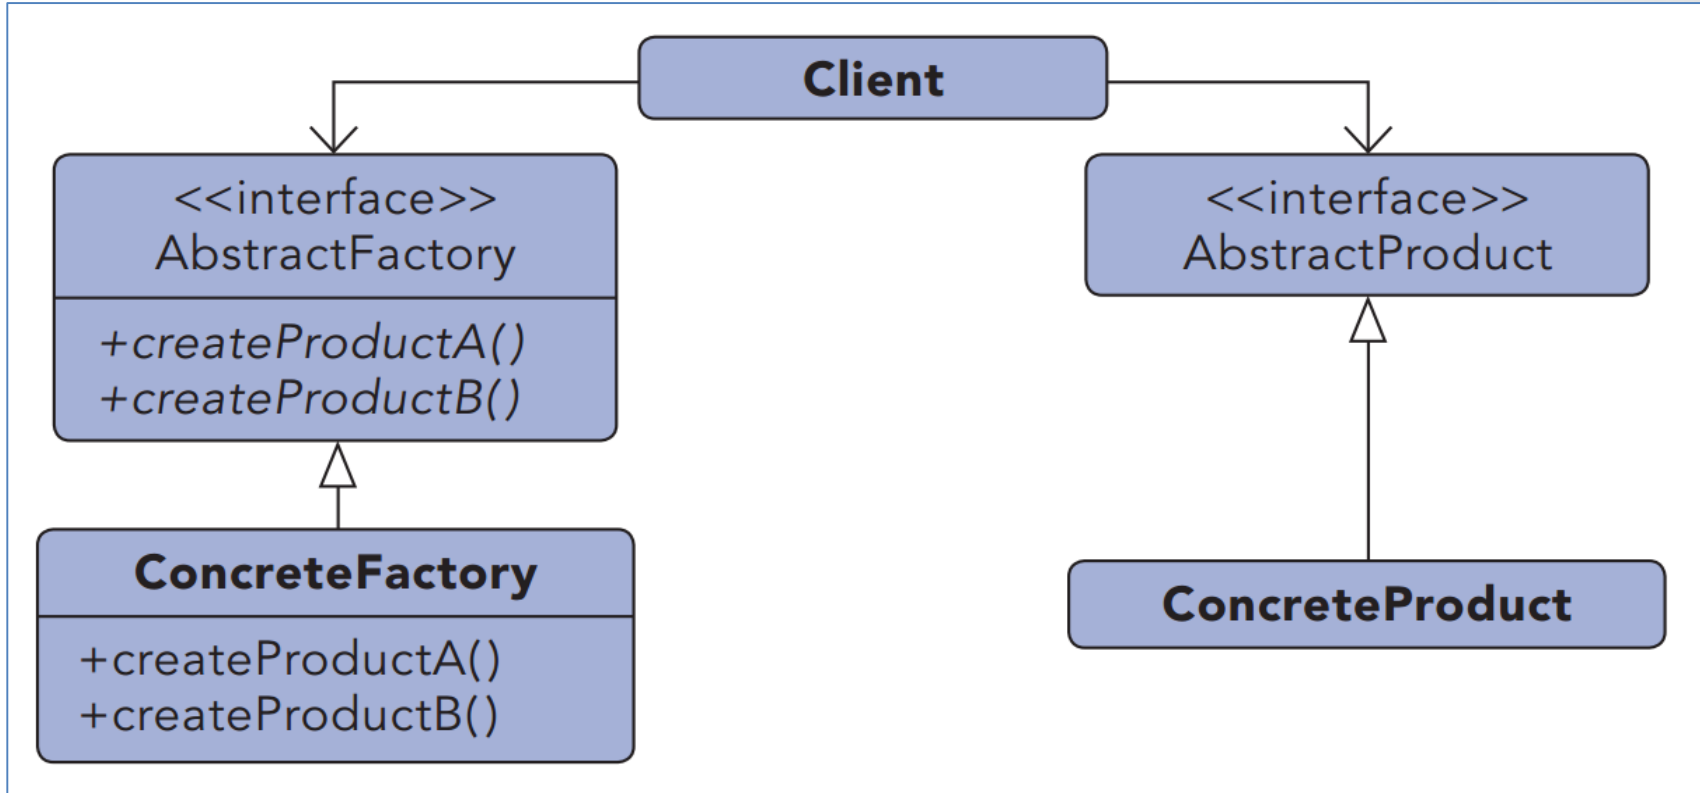 Client
<<interface>>
AbstractFactory
+createProductA()
+createProductB()
<<interface>>
AbstractProduct
ConcreteFactory
+createProductA()
+createProductB()
ConcreteProduct